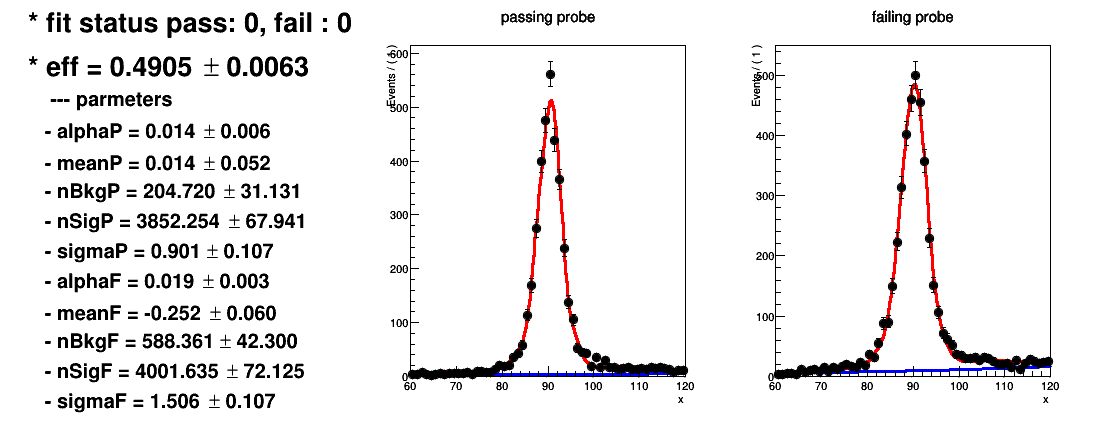 * fit status pass: 0, fail : 0
* eff = 0.4905 ± 0.0063
--- parmeters
- alphaP = 0.014 ± 0.006
- meanP = 0.014 ± 0.052
- nBkgP = 204.720 ± 31.131
- nSigP = 3852.254 ± 67.941
- sigmaP = 0.901 ± 0.107
- alphaF = 0.019 ± 0.003
- meanF = -0.252 ± 0.060
- nBkgF = 588.361 ± 42.300
- nSigF = 4001.635 ± 72.125
- sigmaF = 1.506 ± 0.107
passing probe
Events / ( 1 )
600
500
400
300
200
100
0
60 70 80 90 100 110 120
x
failing probe
Events / ( 1 )
500
400
300
200
100
0
60 70 80 90 100 110 120
x